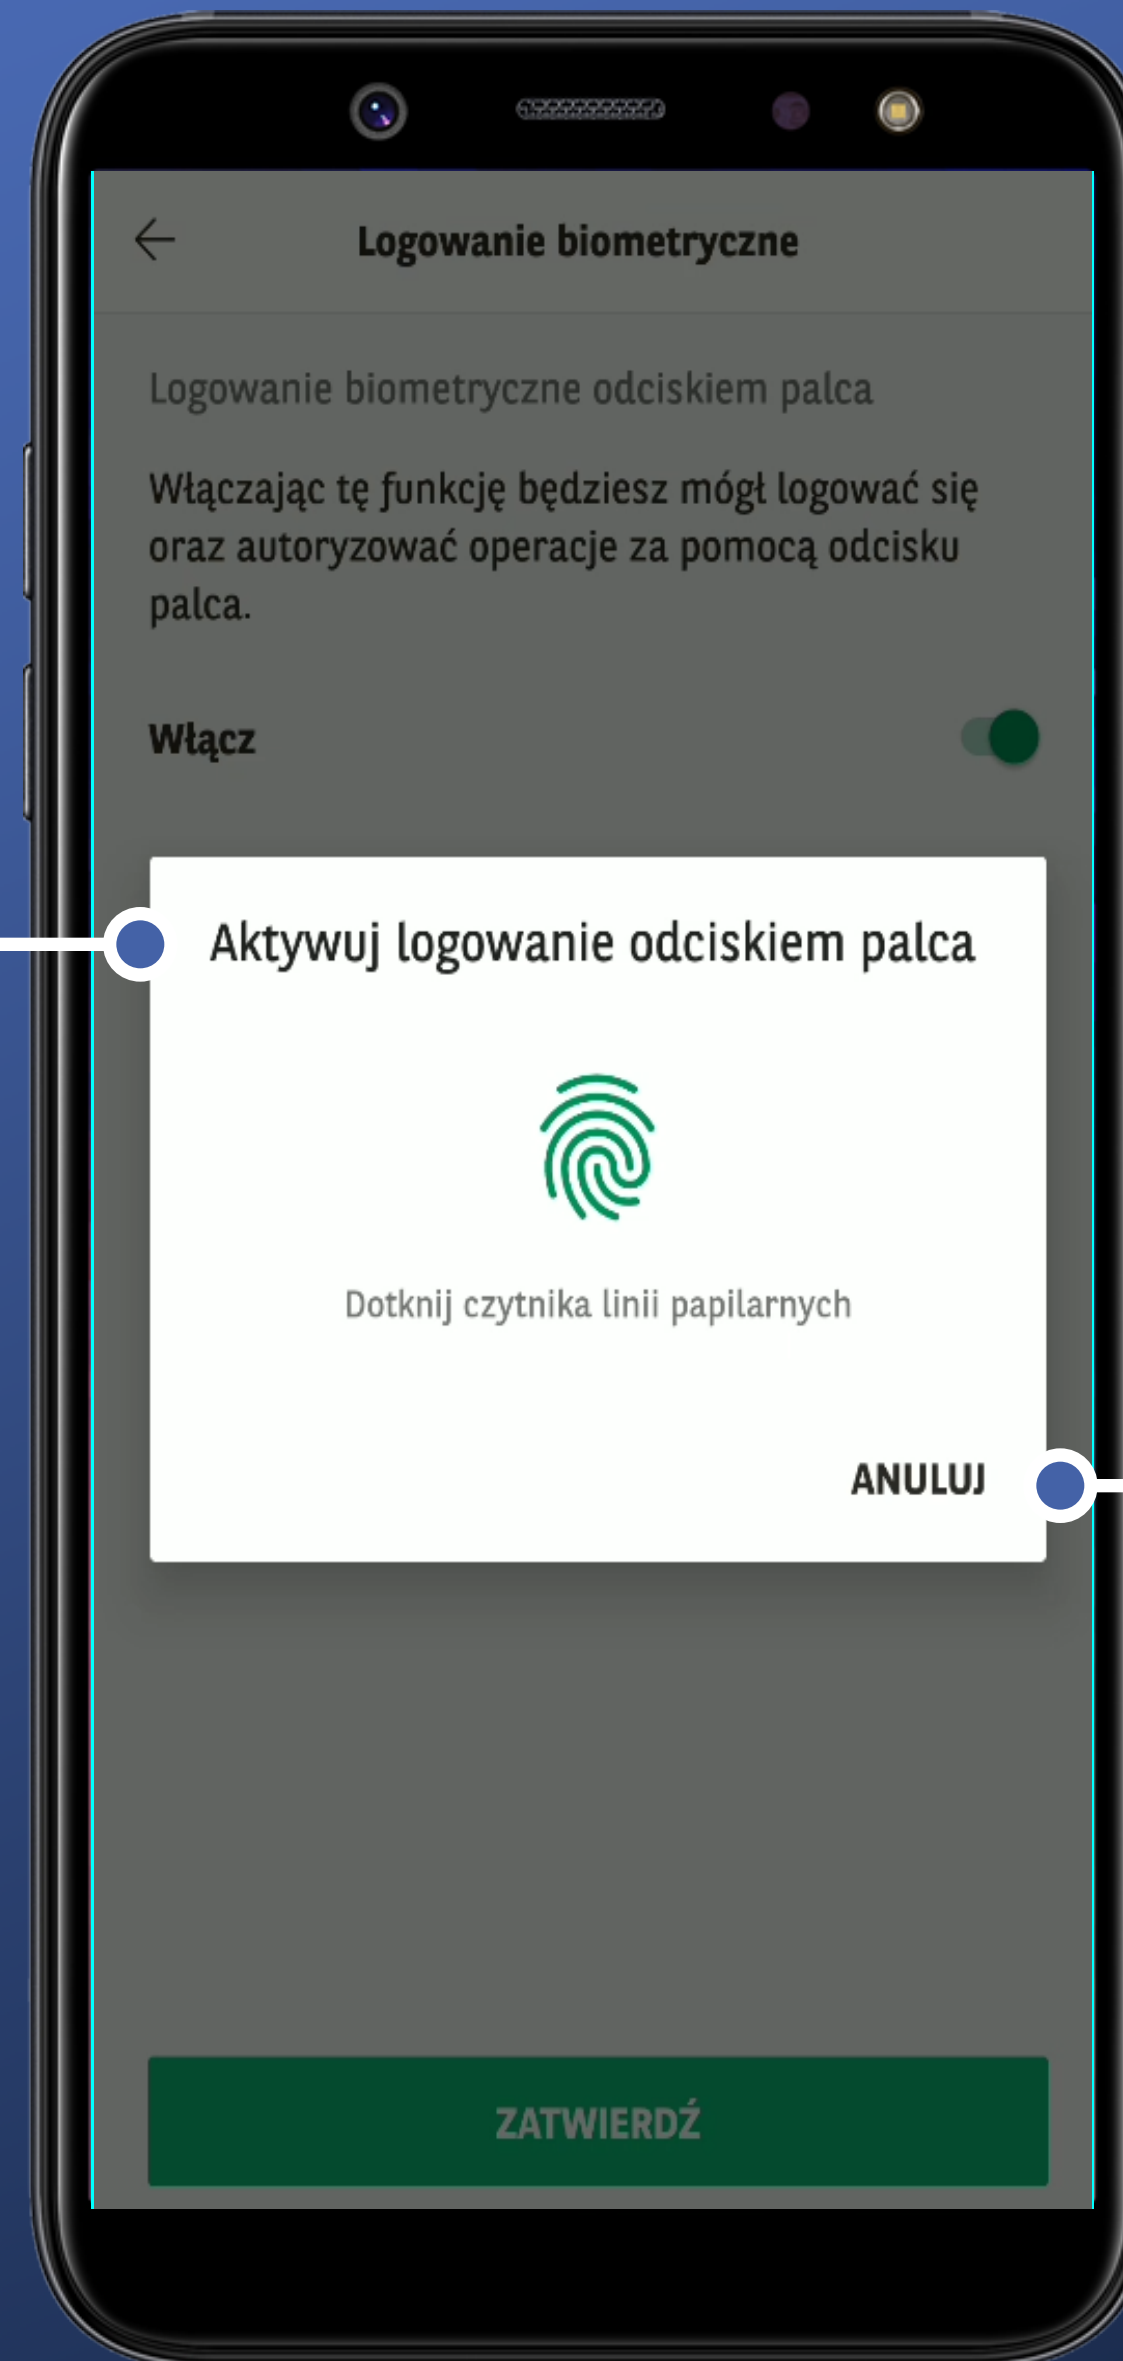 Logowanie biometryczne
Logowanie biometryczne odciskiem palca
Włączając tę funkcję będziesz mógł logować się
oraz autoryzować operacje za pomocą odcisku
palca.
Włącz
Aktywuj logowanie odciskiem palca
Dotknij czytnika linii papilarnych
ANULUJ
ZATWIERDŹ